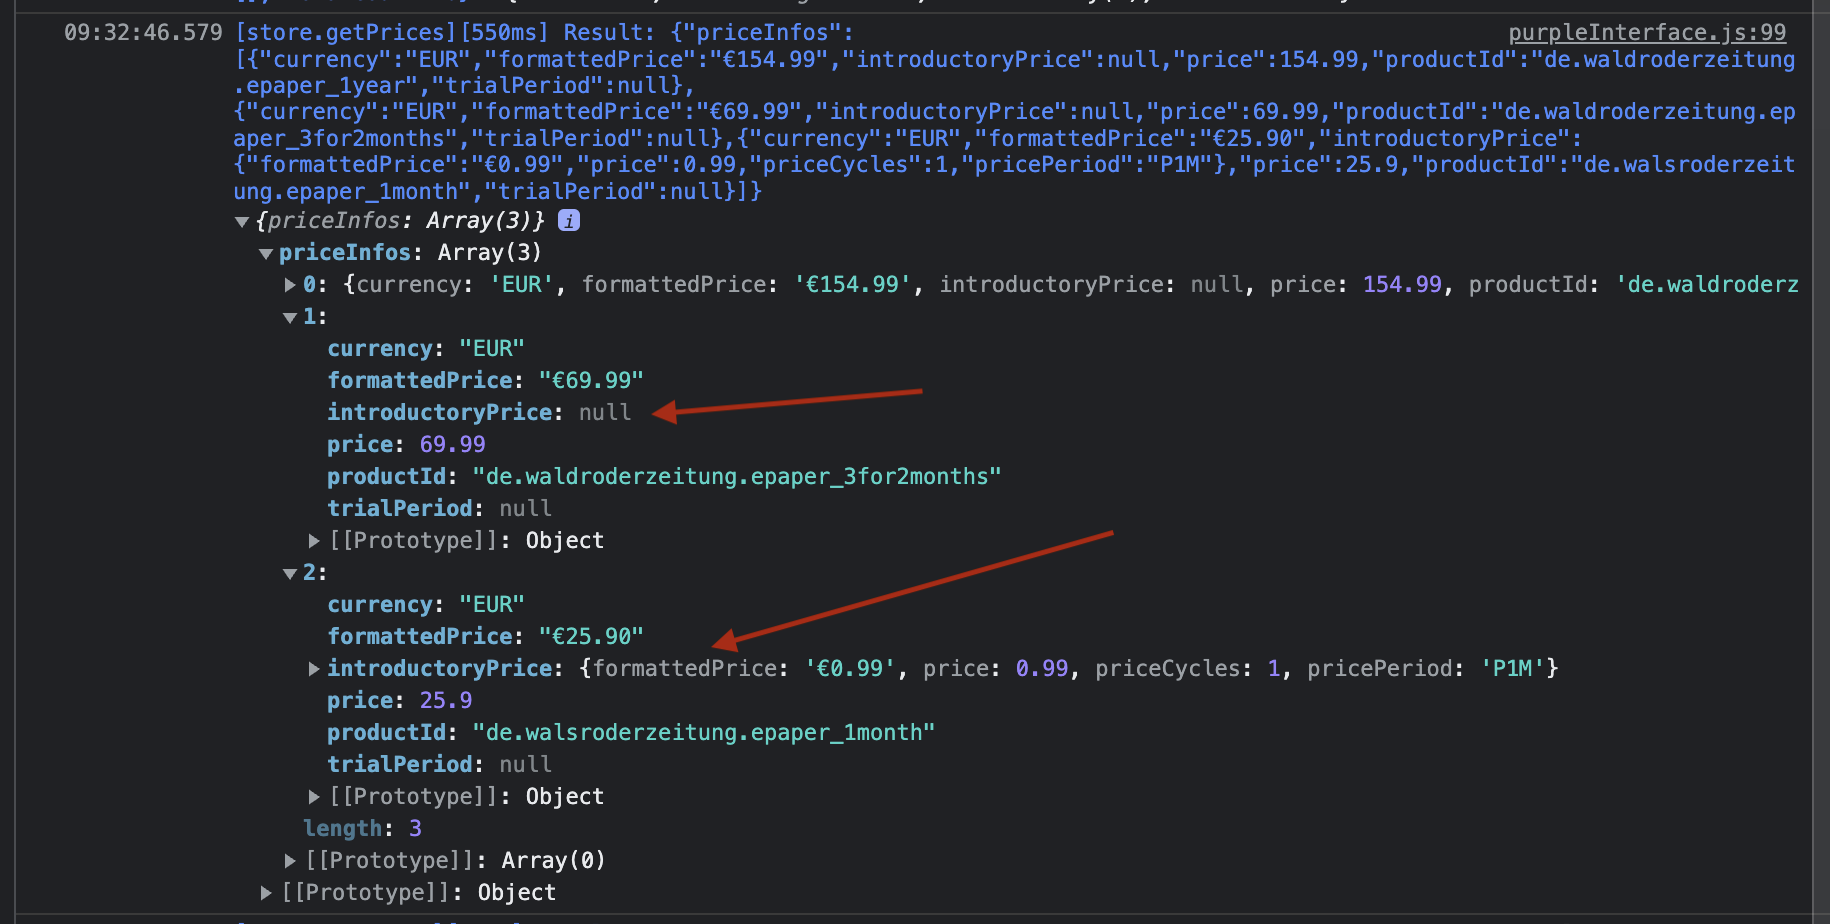 09:32:46.579 [store.getPrices][550ms] Result: {"priceInfos": purpleInterface.js:99
[{"currency":"EUR","formattedPrice":"€154.99","introductoryPrice":null,"price":154.99,"productId":"de.waldroderzeitung
.epaper_1year","trialPeriod":null},
{"currency":"EUR","formattedPrice":"€69.99","introductoryPrice":null,"price":69.99,"productId":"de.waldroderzeitung.ep
aper_3for2months","trialPeriod":null},{"currency":"EUR","formattedPrice":"€25.90","introductoryPrice":
{"formattedPrice":"€0.99","price":0.99,"priceCycles":1,"pricePeriod":"P1M"},"price":25.9,"productId":"de.walsroderzeit
ung.epaper_1month","trialPeriod":null}]}
{priceInfos: Array(3)} i
priceInfos: Array(3)
0: {currency: 'EUR', formattedPrice: '€154.99', introductoryPrice: null, price: 154.99, productId: 'de.waldroderz
1:
currency: "EUR"
formattedPrice: "€69.99"
introductoryPrice: null
price: 69.99
productId: "de.waldroderzeitung.epaper_3for2months"
trialPeriod: null
[[Prototype]]: Object
2:
currency: "EUR"
formattedPrice: "€25.90"
introductoryPrice: {formattedPrice: '€0.99', price: 0.99, priceCycles: 1, pricePeriod: 'P1M'}
price: 25.9
productId: "de.walsroderzeitung.epaper_1month"
trialPeriod: null
[[Prototype]]: Object
length: 3
[[Prototype]]: Array(0)
[[Prototype]]: Object